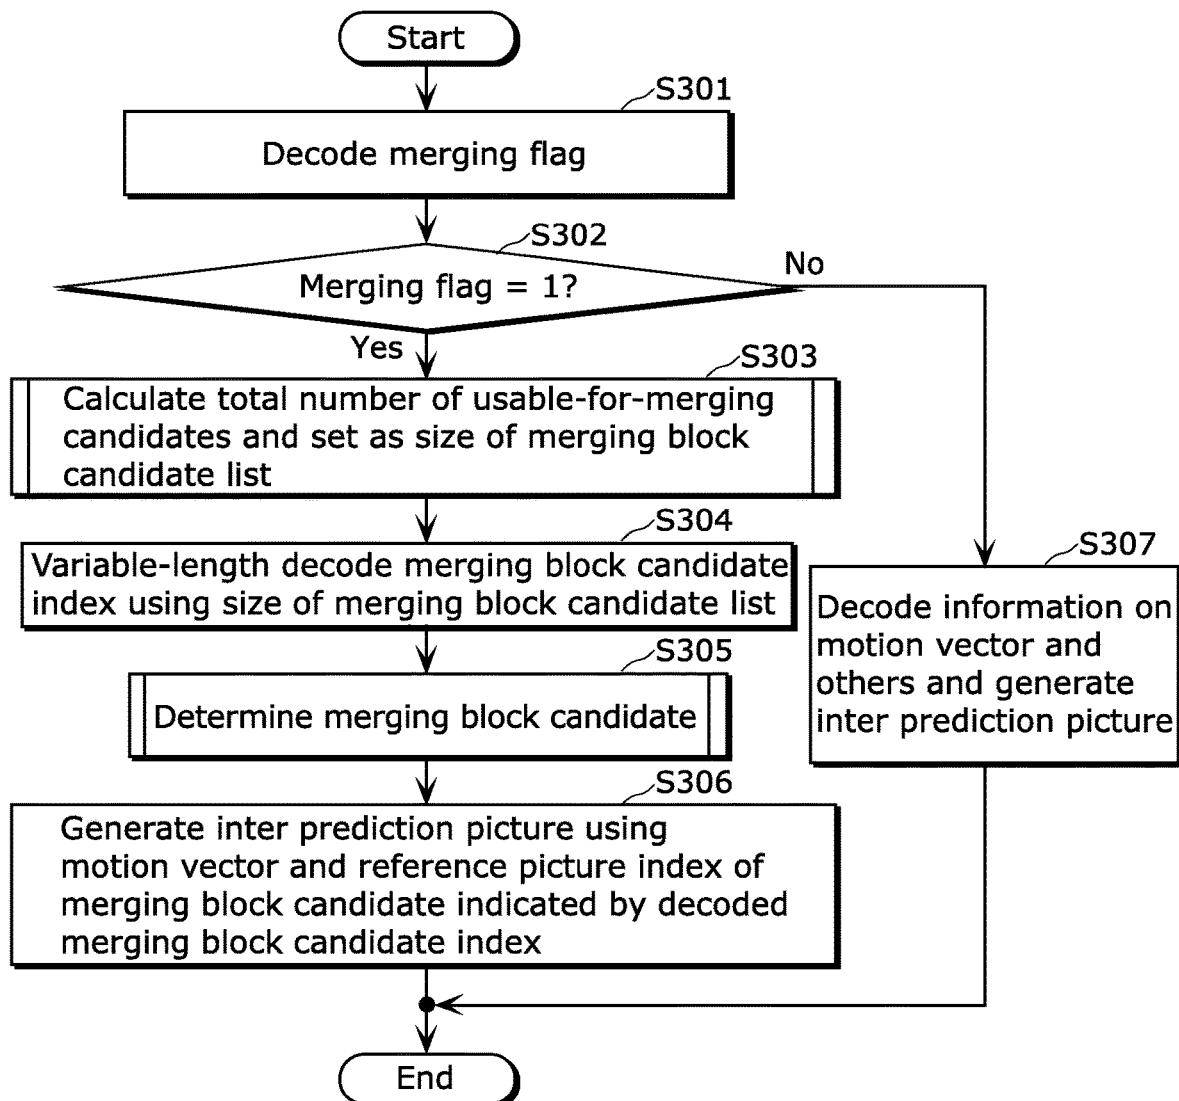 Start
S301
Decode merging flag
S302
Merging flag = 1?
No
Yes
S303
Calculate total number of usable-for-merging
candidates and set as size of merging block
candidate list
S304
Variable-length decode merging block candidate
index using size of merging block candidate list
S305
Determine merging block candidate
S306
Generate inter prediction picture using
motion vector and reference picture index of
merging block candidate indicated by decoded
merging block candidate index
S307
Decode information on
motion vector and
others and generate
inter prediction picture
End